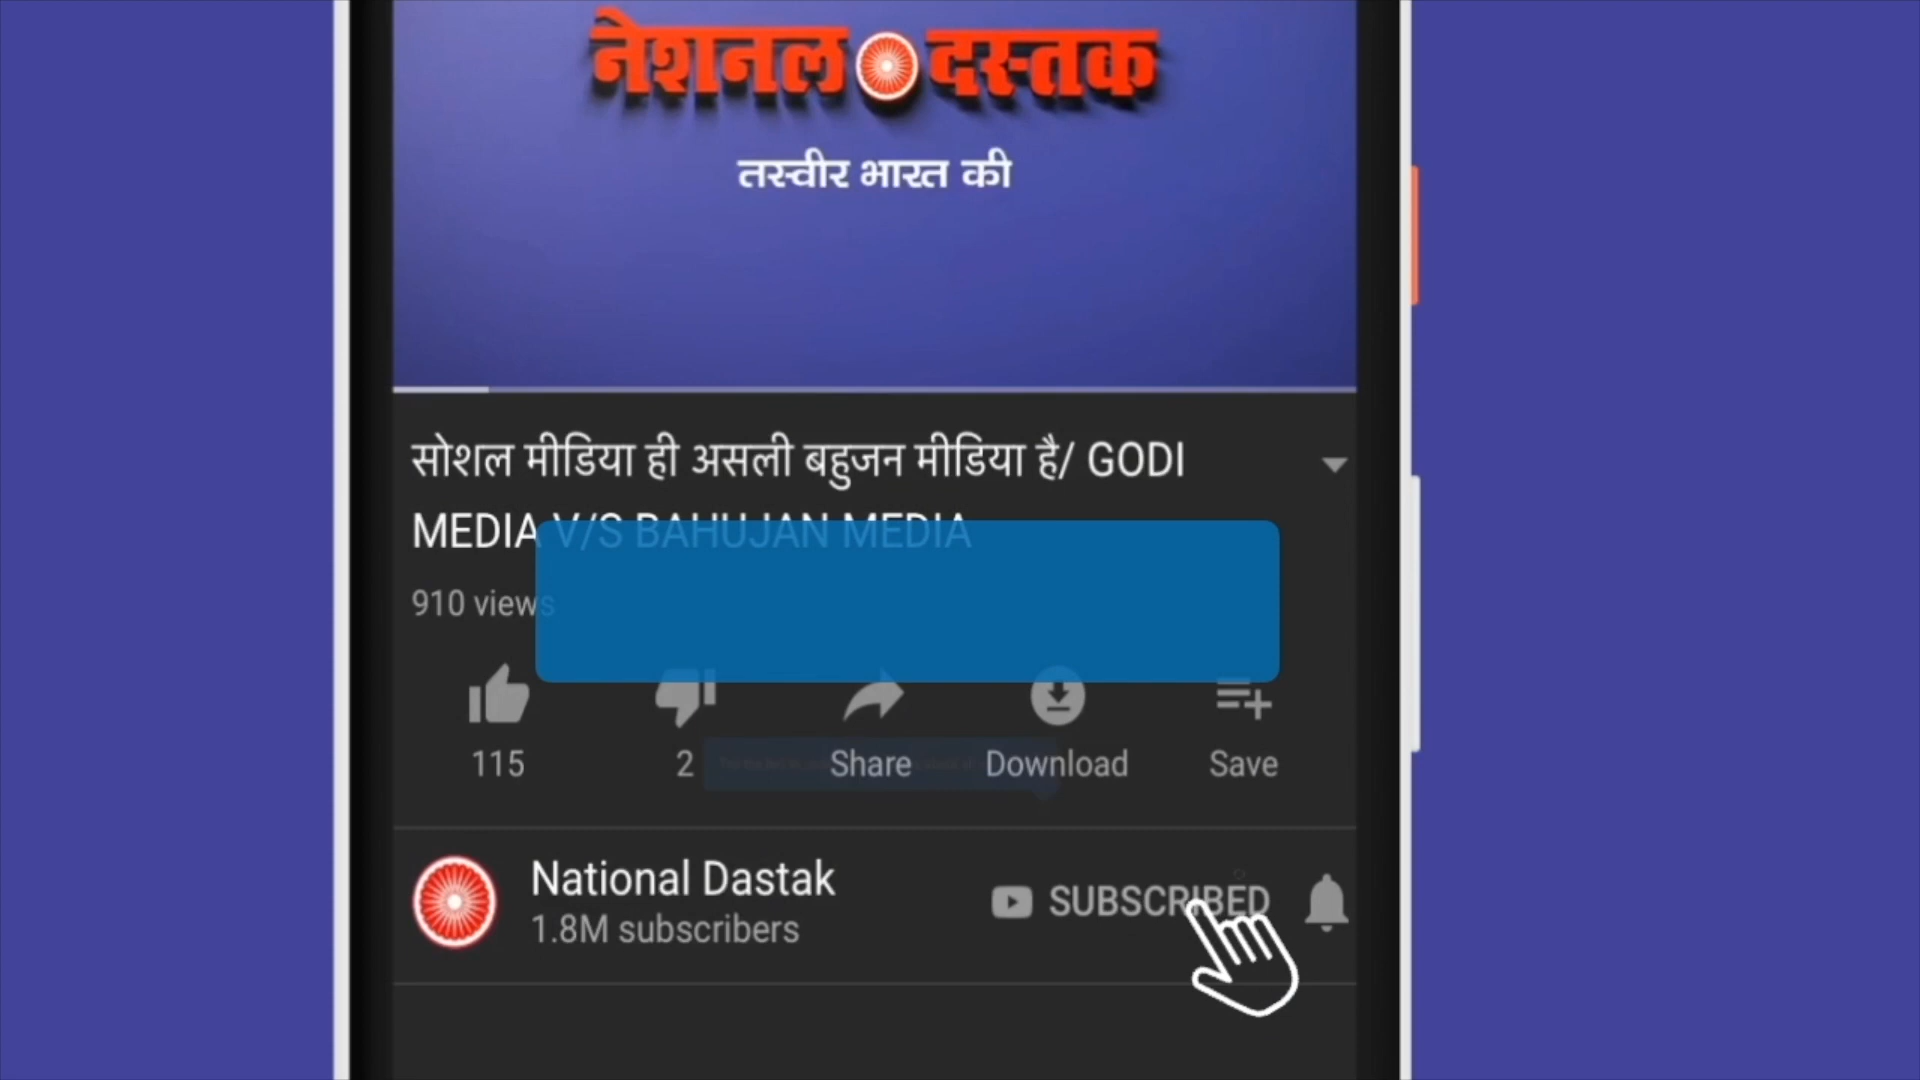 नेशनल दस्तक
तस्वीर भारत की
सोशल मीडिया ही असली बहुजन मीडिया है/ GODI
MEDIA V/S BAHUJAN MEDIA
910 views
115
2
Share
Download
Save
National Dastak
1.8M subscribers
SUBSCRIBED